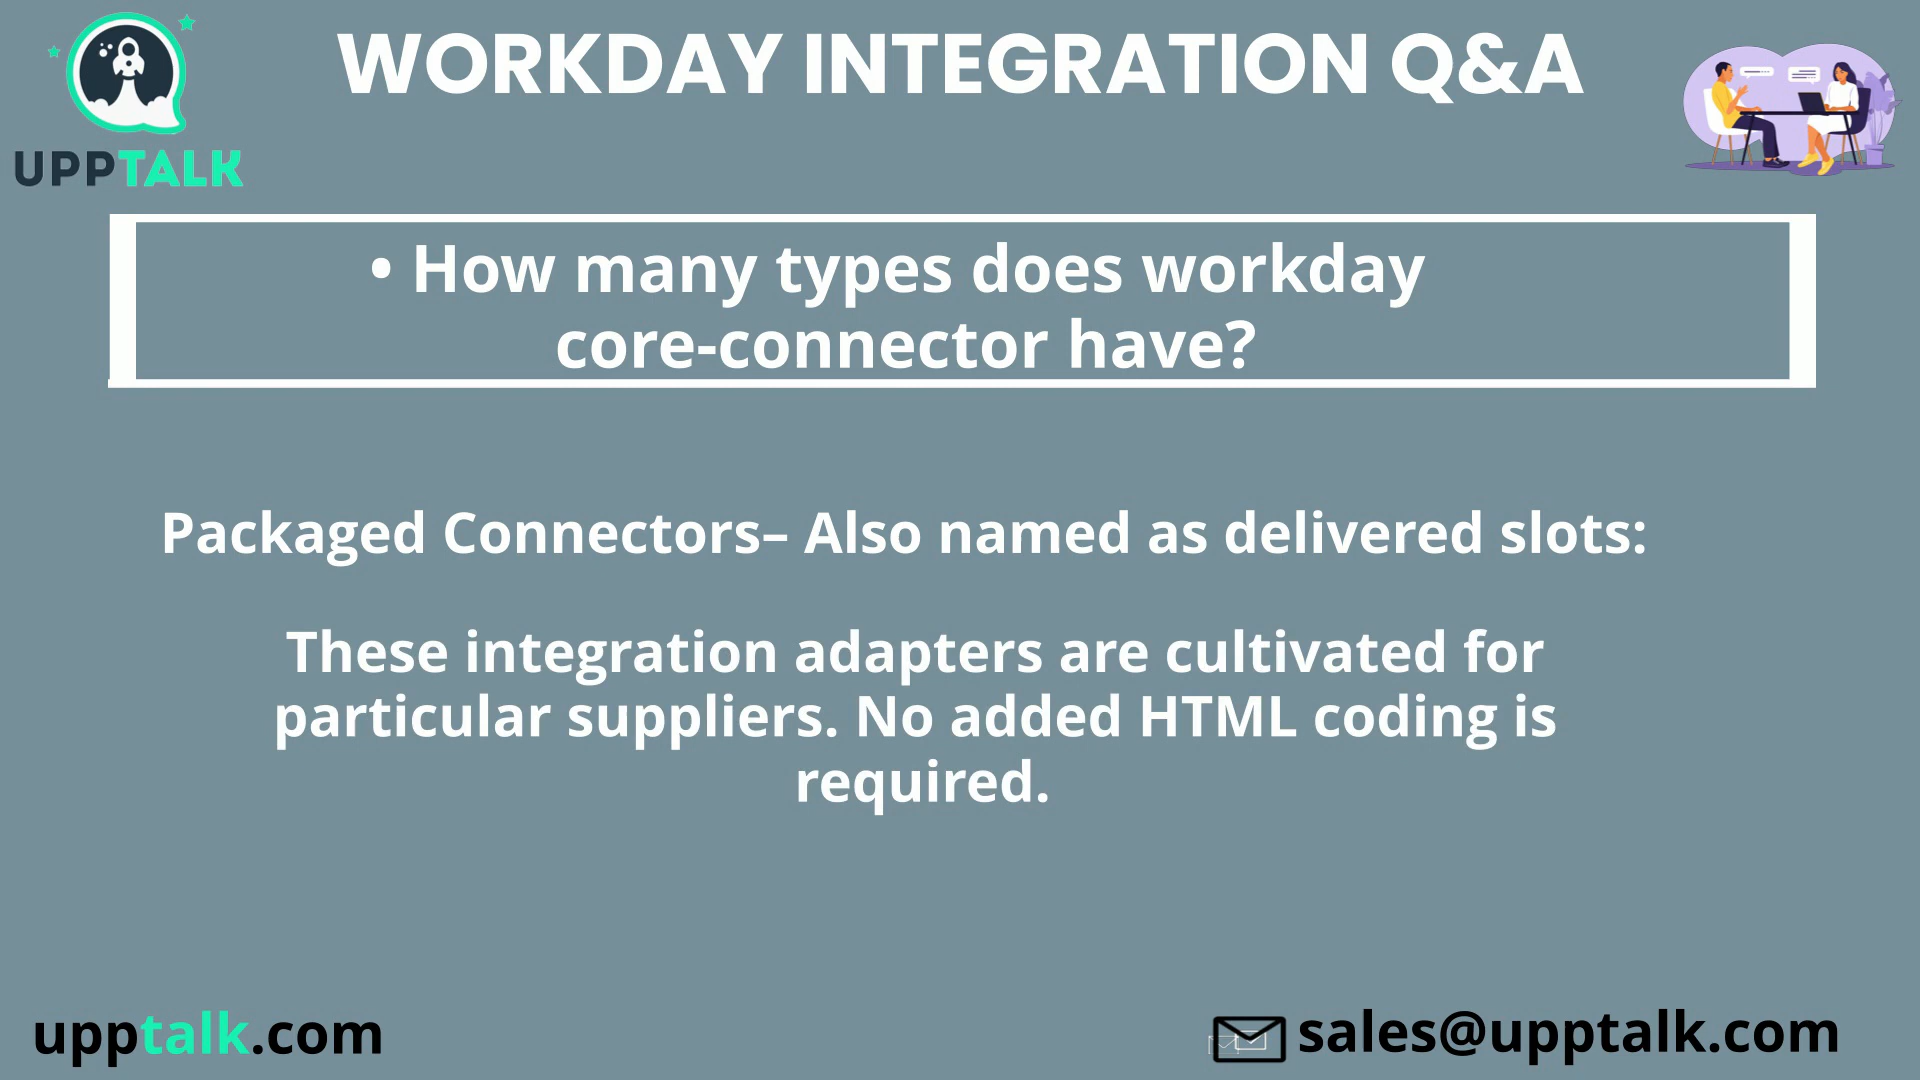 UPPTALK
WORKDAY INTEGRATION Q&A
• How many types does workday
core-connector have?
Packaged Connectors– Also named as delivered slots:
These integration adapters are cultivated for
particular suppliers. No added HTML coding is
required.
upptalk.com
sales@upptalk.com